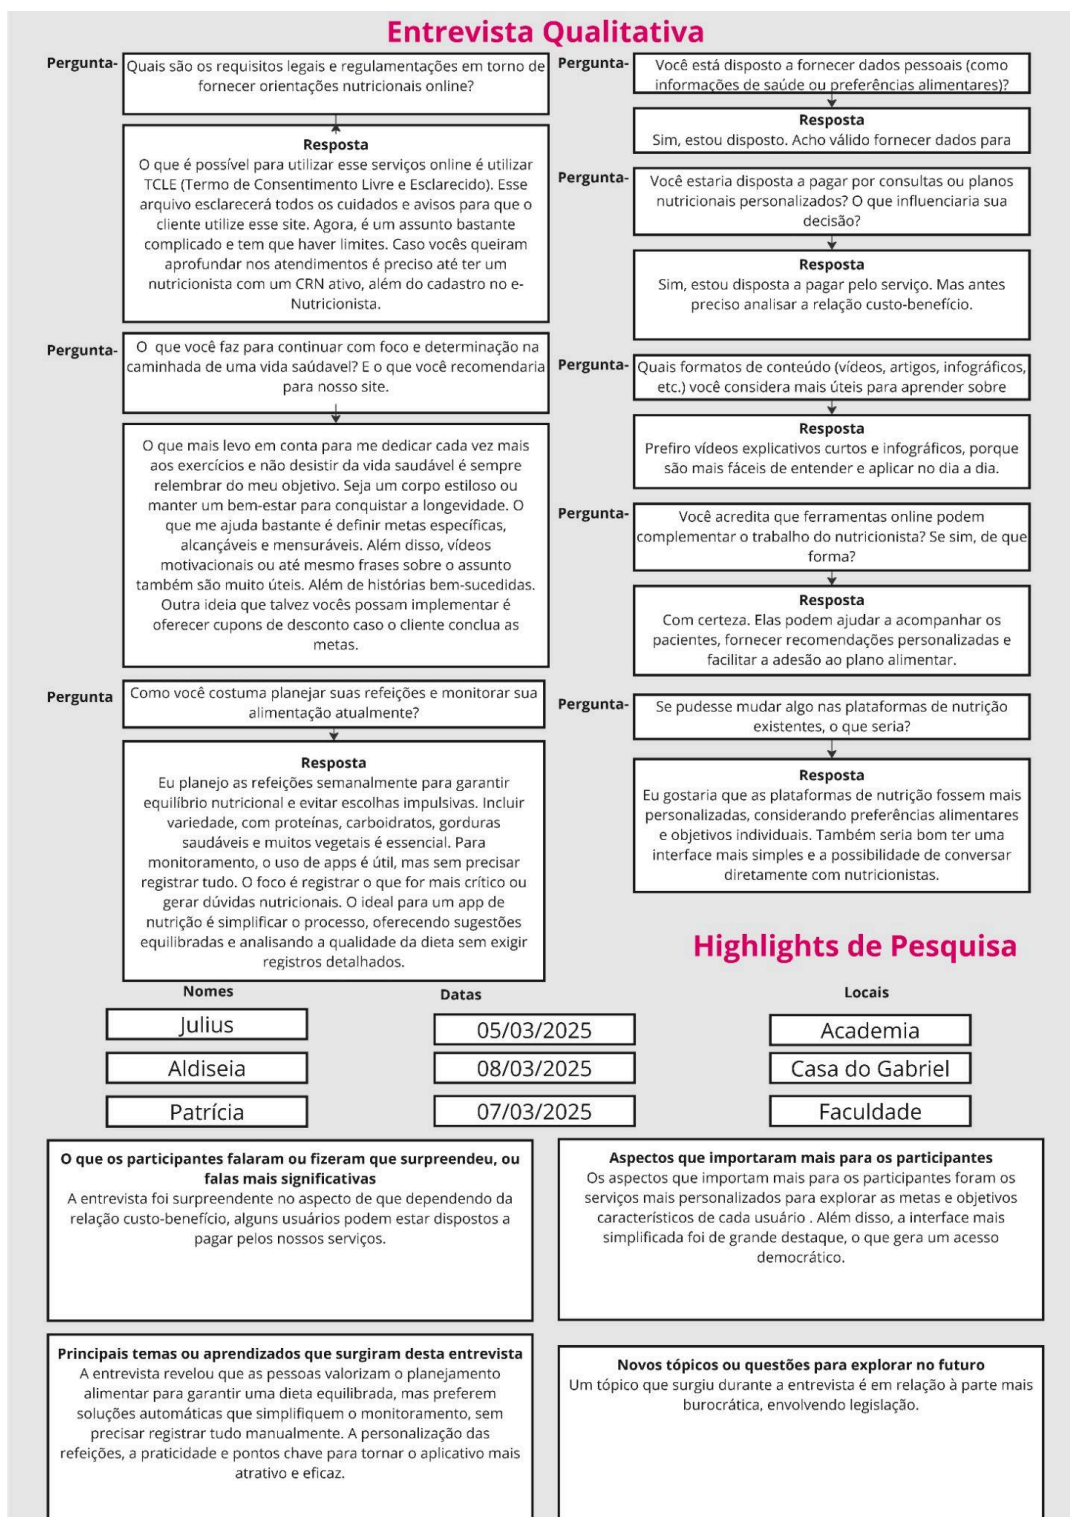 Entrevista Qualitativa
Pergunta-
Quais são os requisitos legais e regulamentações em torno de
fornecer orientações nutricionais online?
Resposta
O que é possível para utilizar esse serviços online é utilizar
TCLE (Termo de Consentimento Livre e Esclarecido). Esse
arquivo esclarecerá todos os cuidados e avisos para que o
cliente utilize esse site. Agora, é um assunto bastante
complicado e tem que haver limites. Caso vocês queiram
aprofundar nos atendimentos é preciso até ter um
nutricionista com um CRN ativo, além do cadastro no e-
Nutricionista.
Pergunta-
O que você faz para continuar com foco e determinação na
caminhada de uma vida saúdavel? E o que você recomendaria
para nosso site.
O que mais levo em conta para me dedicar cada vez mais
aos exercícios e não desistir da vida saudável é sempre
relembrar do meu objetivo. Seja um corpo estiloso ou
manter um bem-estar para conquistar a longevidade. O
que me ajuda bastante é definir metas específicas,
alcançáveis e mensuráveis. Além disso, vídeos
motivacionais ou até mesmo frases sobre o assunto
também são muito úteis. Além de histórias bem-sucedidas.
Outra ideia que talvez vocês possam implementar é
oferecer cupons de desconto caso o cliente conclua as
metas.
Pergunta
Como você costuma planejar suas refeições e monitorar sua
alimentação atualmente?
Resposta
Eu planejo as refeições semanalmente para garantir
equilíbrio nutricional e evitar escolhas impulsivas. Incluir
variedade, com proteínas, carboidratos, gorduras
saudáveis e muitos vegetais é essencial. Para
monitoramento, o uso de apps é útil, mas sem precisar
registrar tudo. O foco é registrar o que for mais crítico ou
gerar dúvidas nutricionais. O ideal para um app de
nutrição é simplificar o processo, oferecendo sugestões
equilibradas e analisando a qualidade da dieta sem exigir
registros detalhados.
Pergunta-
Você está disposto a fornecer dados pessoais (como
informações de saúde ou preferências alimentares)?
Resposta
Sim, estou disposto. Acho válido fornecer dados para
Pergunta-
Você estaria disposta a pagar por consultas ou planos
nutricionais personalizados? O que influenciaria sua
decisão?
Resposta
Sim, estou disposta a pagar pelo serviço. Mas antes
preciso analisar a relação custo-benefício.
Pergunta-
Quais formatos de conteúdo (vídeos, artigos, infográficos,
etc.) você considera mais úteis para aprender sobre
Resposta
Prefiro vídeos explicativos curtos e infográficos, porque
são mais fáceis de entender e aplicar no dia a dia.
Pergunta-
Você acredita que ferramentas online podem
complementar o trabalho do nutricionista? Se sim, de que
forma?
Resposta
Com certeza. Elas podem ajudar a acompanhar os
pacientes, fornecer recomendações personalizadas e
facilitar a adesão ao plano alimentar.
Pergunta-
Se pudesse mudar algo nas plataformas de nutrição
existentes, o que seria?
Resposta
Eu gostaria que as plataformas de nutrição fossem mais
personalizadas, considerando preferências alimentares
e objetivos individuais. Também seria bom ter uma
interface mais simples e a possibilidade de conversar
diretamente com nutricionistas.
Highlights de Pesquisa
Nomes
Datas
Locais
Julius
05/03/2025
Academia
Aldiseia
08/03/2025
Casa do Gabriel
Patrícia
07/03/2025
Faculdade
O que os participantes falaram ou fizeram que surpreendeu, ou
falas mais significativas
A entrevista foi surpreendente no aspecto de que dependendo da
relação custo-benefício, alguns usuários podem estar dispostos a
pagar pelos nossos serviços.
Aspectos que importaram mais para os participantes
Os aspectos que importam mais para os participantes foram os
serviços mais personalizados para explorar as metas e objetivos
característicos de cada usuário . Além disso, a interface mais
simplificada foi de grande destaque, o que gera um acesso
democrático.
Principais temas ou aprendizados que surgiram desta entrevista
A entrevista revelou que as pessoas valorizam o planejamento
alimentar para garantir uma dieta equilibrada, mas preferem
soluções automáticas que simplifiquem o monitoramento, sem
precisar registrar tudo manualmente. A personalização das
refeições, a praticidade e pontos chave para tornar o aplicativo mais
atrativo e eficaz.
Novos tópicos ou questões para explorar no futuro
Um tópico que surgiu durante a entrevista é em relação à parte mais
burocrática, envolvendo legislação.